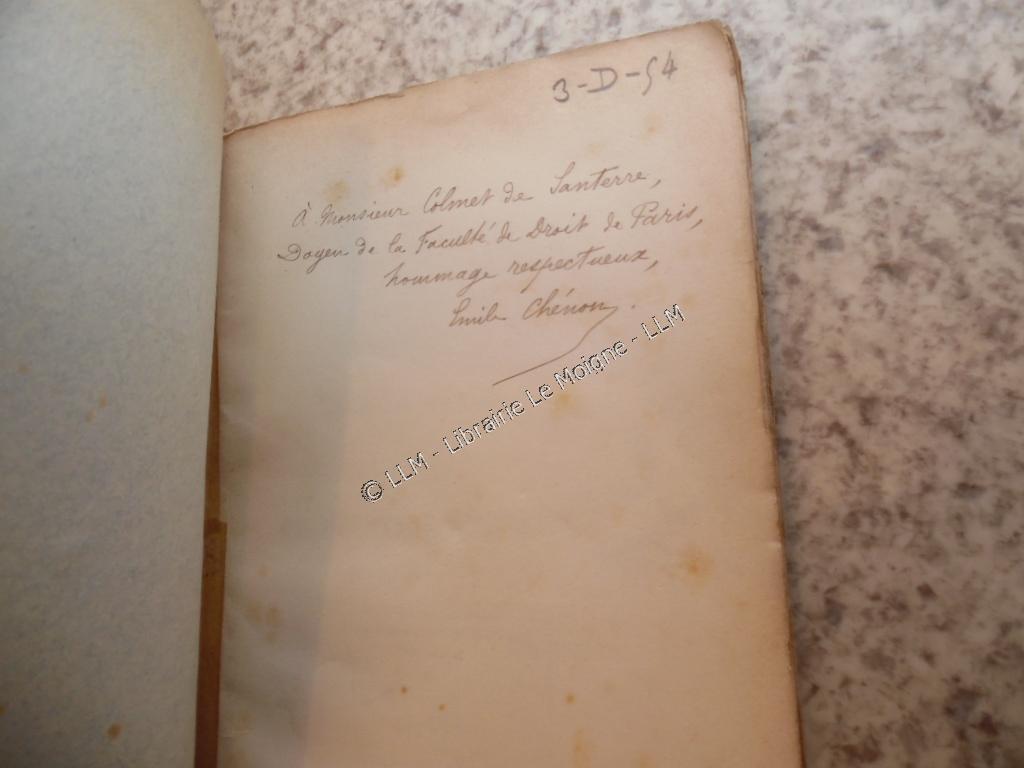 3-D-54
À Monsieur Colmet de Santerre,
Doyen de la Faculté de Droit de Paris,
hommage respectueux,
Emile Chénon.
© LLM - Librairie Le Moigne - LLM